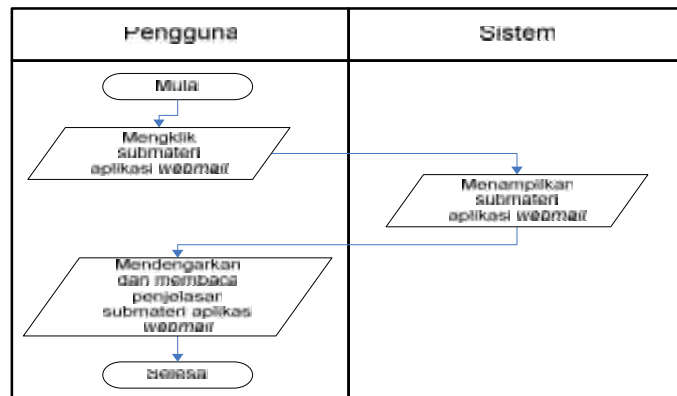 Pengguna
Sistem
Mulai
Mengklik
submateri
aplikasi webmail
Menampilkan
submateri
aplikasi webmail
Mendengarkan
dan membaca
penjelasan
submateri aplikasi
webmail
Selesai